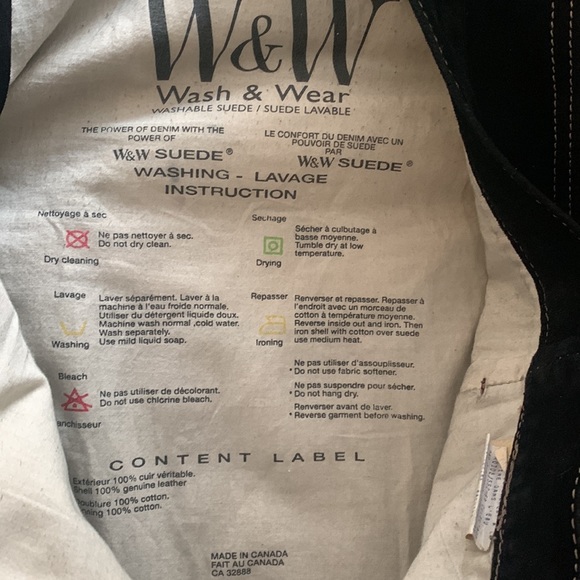 W&W
Wash & Wear®
WASHABLE SUEDE / SUEDE LAVABLE
THE POWER OF DENIM WITH THE
POWER OF
W&W SUEDE®
LE CONFORT DU DENIM AVEC UN
POUVOIR DE SUEDE
PAR
W&W SUEDE®
WASHING - LAVAGE
INSTRUCTION
Nettoyage à sec
Ne pas nettoyer à sec.
Do not dry clean.
Dry cleaning
Sechage
Sécher à culbutage à
basse moyenne.
Tumble dry at low
temperature.
Drying
Lavage
Laver séparément. Laver à la
machine à l'eau froide normale.
Utiliser du détergent liquide doux.
Machine wash normal ,cold water.
Wash separately.
Use mild liquid soap.
Washing
Repasser
Renverser et repasser. Repasser à
l'endroit avec un morceau de
cotton à température moyenne.
Reverse inside out and iron. Then
iron shell with cotton over suede
use medium heat.
Ironing
Bleach
Ne pas utiliser de décolorant.
Do not use chlorine bleach.
anchisseur
Ne pas utiliser d'assouplisseur.
* Do not use fabric softener.
Ne pas suspendre pour sécher.
* Do not hang dry.
Renverser avant de laver.
* Reverse garment before washing.
CONTENT LABEL
Extérieur 100% cuir véritable.
Shell 100% genuine leather
oublure 100% cotton.
ning 100% cotton.
MADE IN CANADA
FAIT AU CANADA
CA 32888